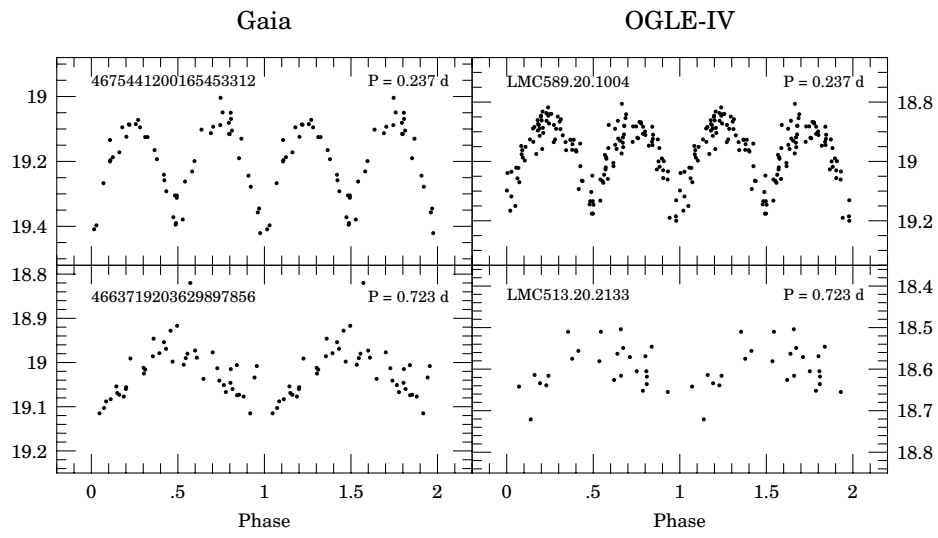 Gaia OGLE-IV
4675441200165453312 P = 0.237 d LMC589.20.1004 P = 0.237 d
19 18.8
19.2 19
19.4 19.2
4663719203629897856 P = 0.723 d LMC513.20.2133 P = 0.723 d
18.8 18.4
18.9 18.5
19 18.6
19.1 18.7
19.2 18.8
0 .5 1 1.5 2 0 .5 1 1.5 2
Phase Phase